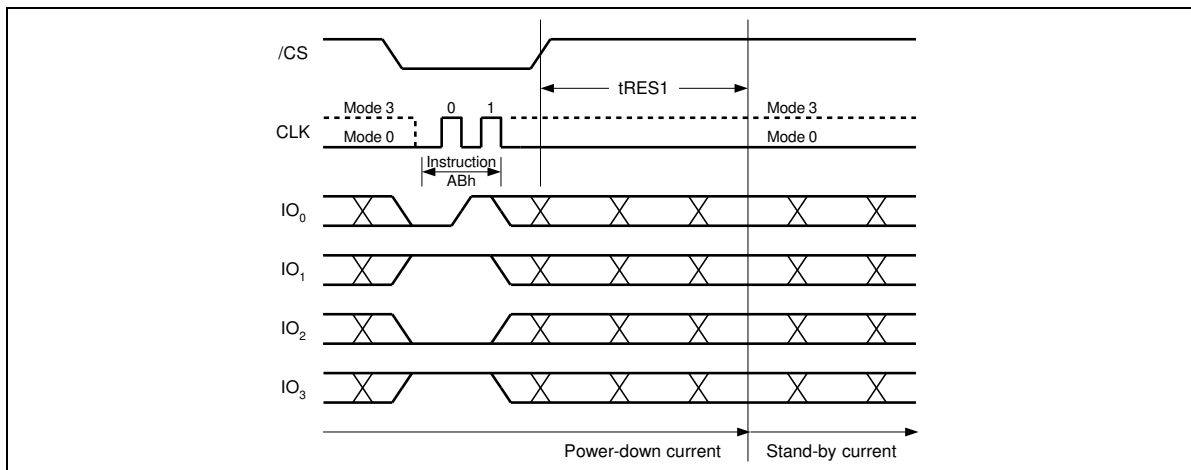 /CS
tRES1
Mode 3 0 1 Mode 3
CLK
Mode 0 Mode 0
Instruction
ABh
IO0
IO1
IO2
IO3
Power-down current Stand-by current